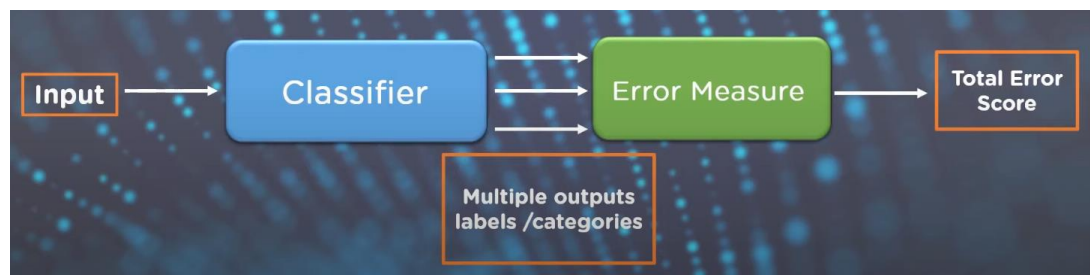 Input
Classifier
Error Measure
Total Error
Score
Multiple outputs
labels /categories